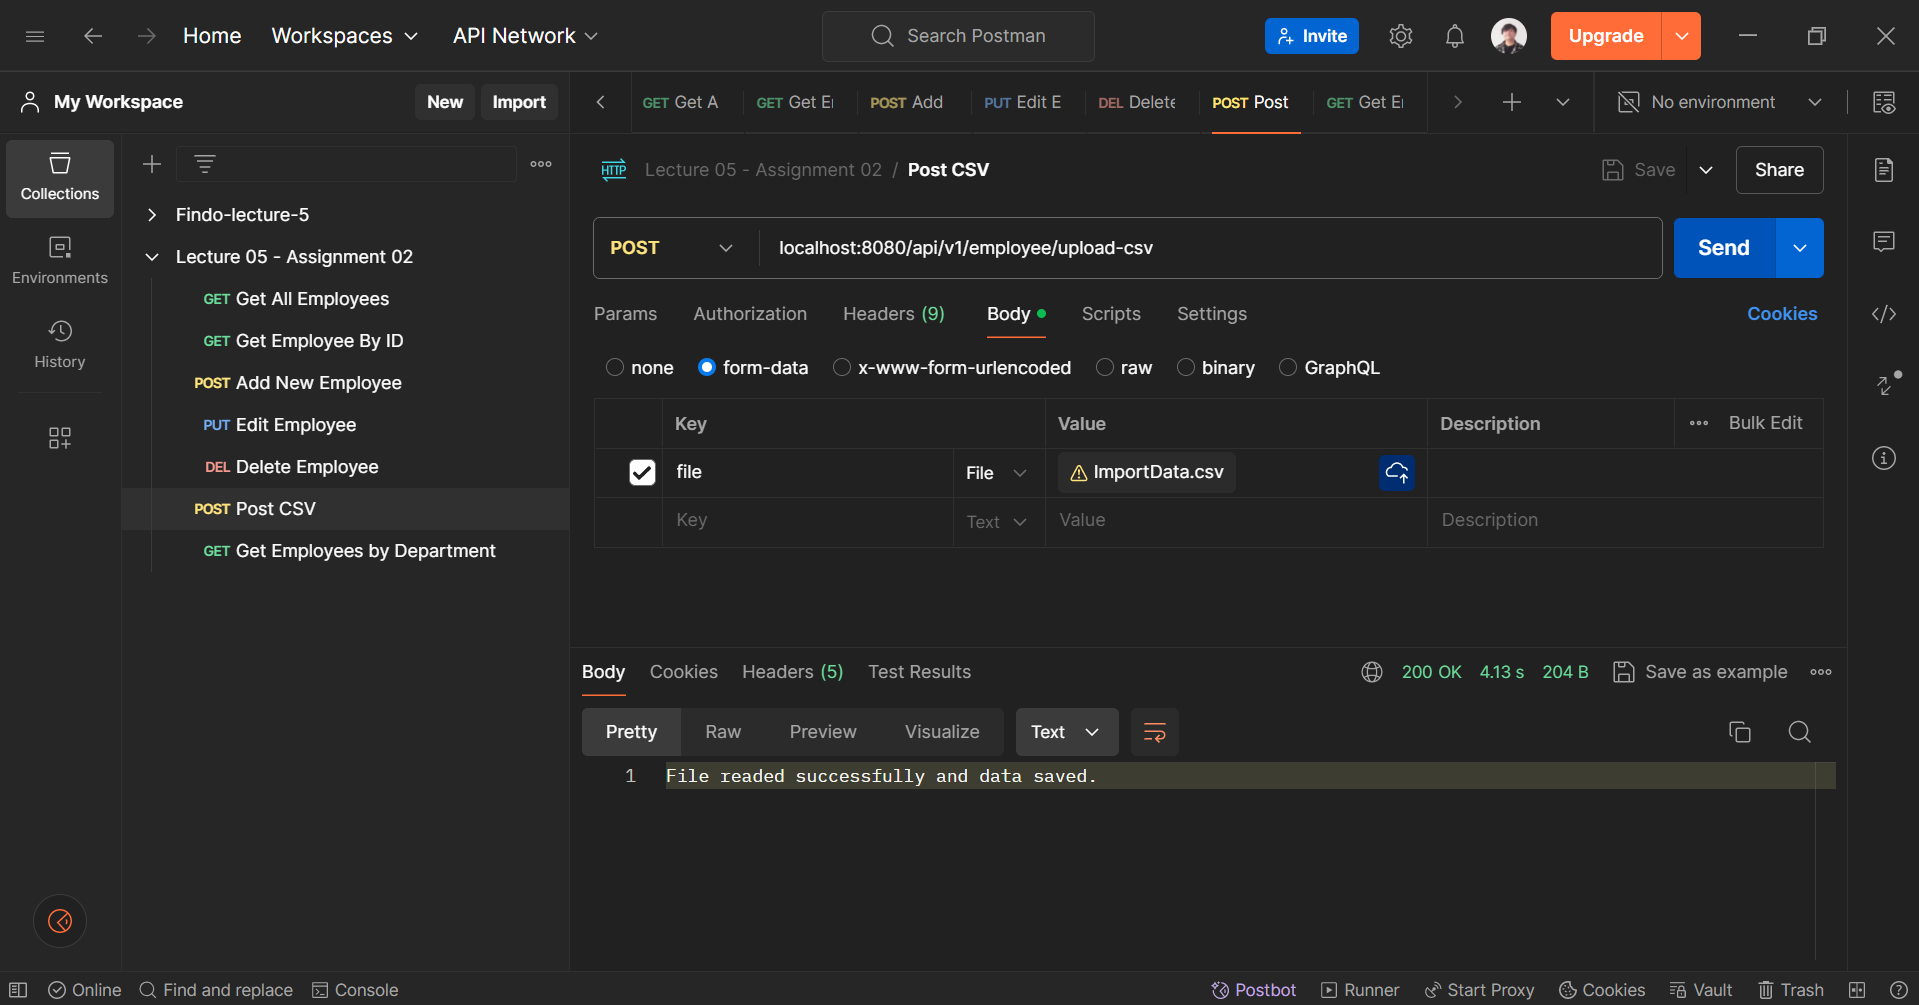 Home Workspaces API Network Search Postman Invite Upgrade
My Workspace New Import
GET Get A GET Get E POST Add PUT Edit E DEL Delete POST Post GET Get E No environment
Collections
Environments
History
Findo-lecture-5
Lecture 05 - Assignment 02
GET Get All Employees
GET Get Employee By ID
POST Add New Employee
PUT Edit Employee
DEL Delete Employee
POST Post CSV
GET Get Employees by Department
HTTP Lecture 05 - Assignment 02 / Post CSV Save Share
POST localhost:8080/api/v1/employee/upload-csv Send
Params Authorization Headers (9) Body Scripts Settings Cookies
none form-data x-www-form-urlencoded raw binary GraphQL
Key Value Description Bulk Edit
file File ImportData.csv
Key Text Value Description
Body Cookies Headers (5) Test Results 200 OK 4.13 s 204 B Save as example
Pretty Raw Preview Visualize Text
1 File readed successfully and data saved.
Online Find and replace Console Postbot Runner Start Proxy Cookies Vault Trash